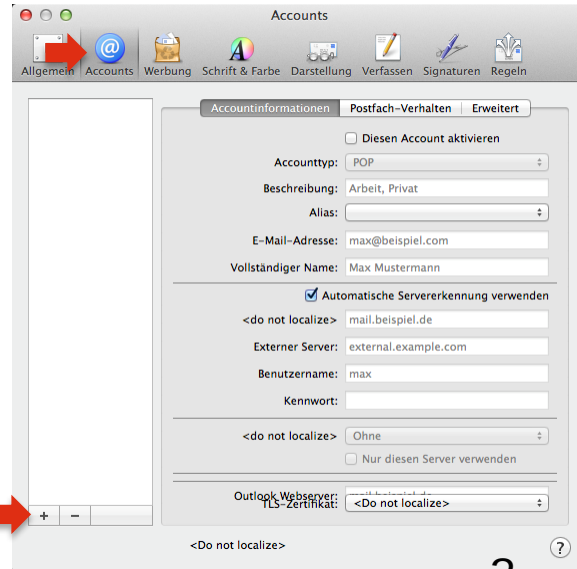 Accounts
Allgemein Accounts Werbung Schrift & Farbe Darstellung Verfassen Signaturen Regeln
Accountinformationen Postfach-Verhalten Erweitert
Diesen Account aktivieren
Accounttyp: POP
Beschreibung: Arbeit, Privat
Alias:
E-Mail-Adresse: max@beispiel.com
Vollständiger Name: Max Mustermann
Automatische Servererkennung verwenden
<do not localize> mail.beispiel.de
Externer Server: external.example.com
Benutzername: max
Kennwort:
<do not localize> Ohne
Nur diesen Server verwenden
Outlook Webserver: mail.beispiel.de
TLS-Zertifikat: <Do not localize>
+ −
<Do not localize> ?